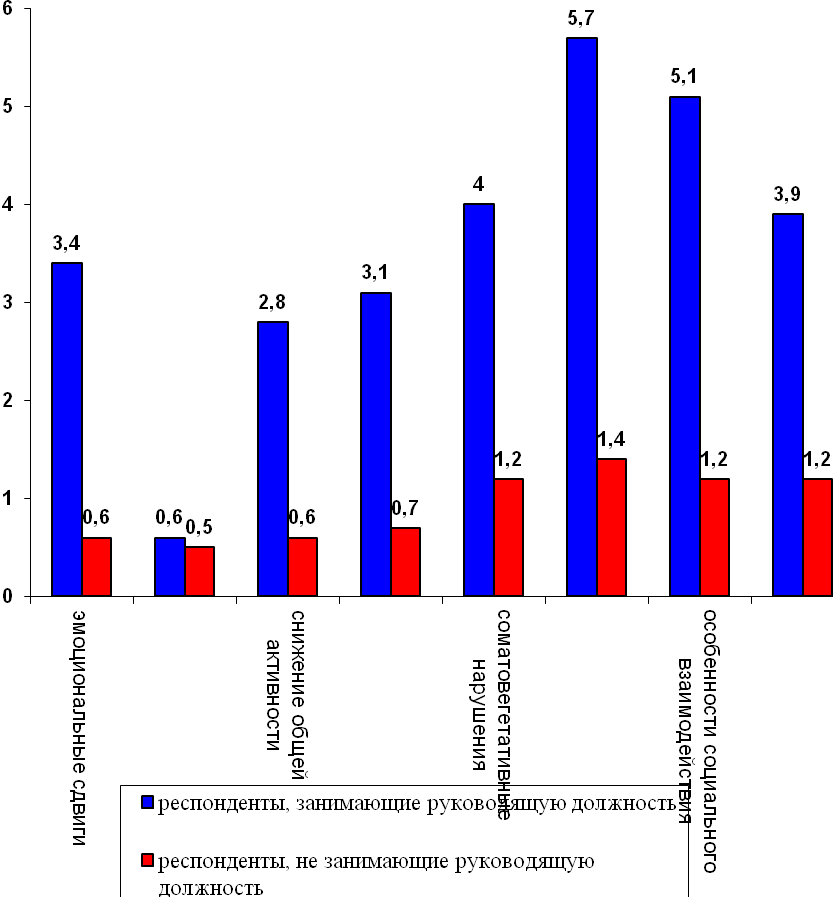 6
5
4
3
2
1
0
3,4
0,6
0,6
0,5
2,8
0,6
3,1
0,7
4
1,2
5,7
1,4
5,1
1,2
3,9
1,2
эмоциональные сдвиги
снижение общей
активности
соматовегетативные
нарушения
особенности социального
взаимодействия
респонденты, занимающие руководящую должность
респонденты, не занимающие руководящую
должность